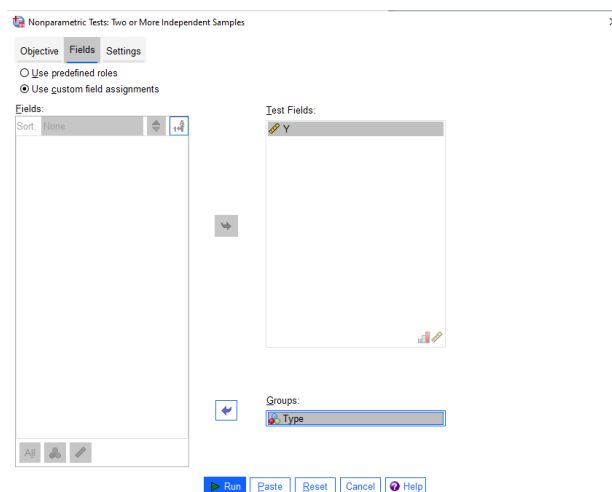 Nonparametric Tests: Two or More Independent Samples
Objective Fields Settings
Use predefined roles
Use custom field assignments
Fields: Test Fields:
Sort: None Y
Groups:
Type
All
Run Paste Reset Cancel Help